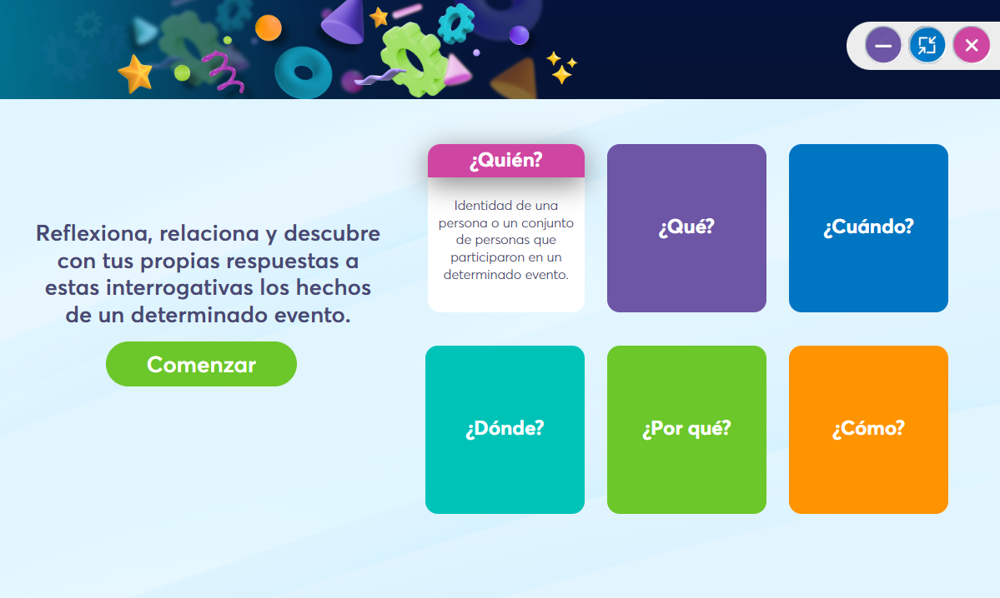 Reflexiona, relaciona y descubre
con tus propias respuestas a
estas interrogativas los hechos
de un determinado evento.
Comenzar
¿Quién?
Identidad de una
persona o un conjunto
de personas que
participaron en un
determinado evento.
¿Qué?
¿Cuándo?
¿Dónde?
¿Por qué?
¿Cómo?